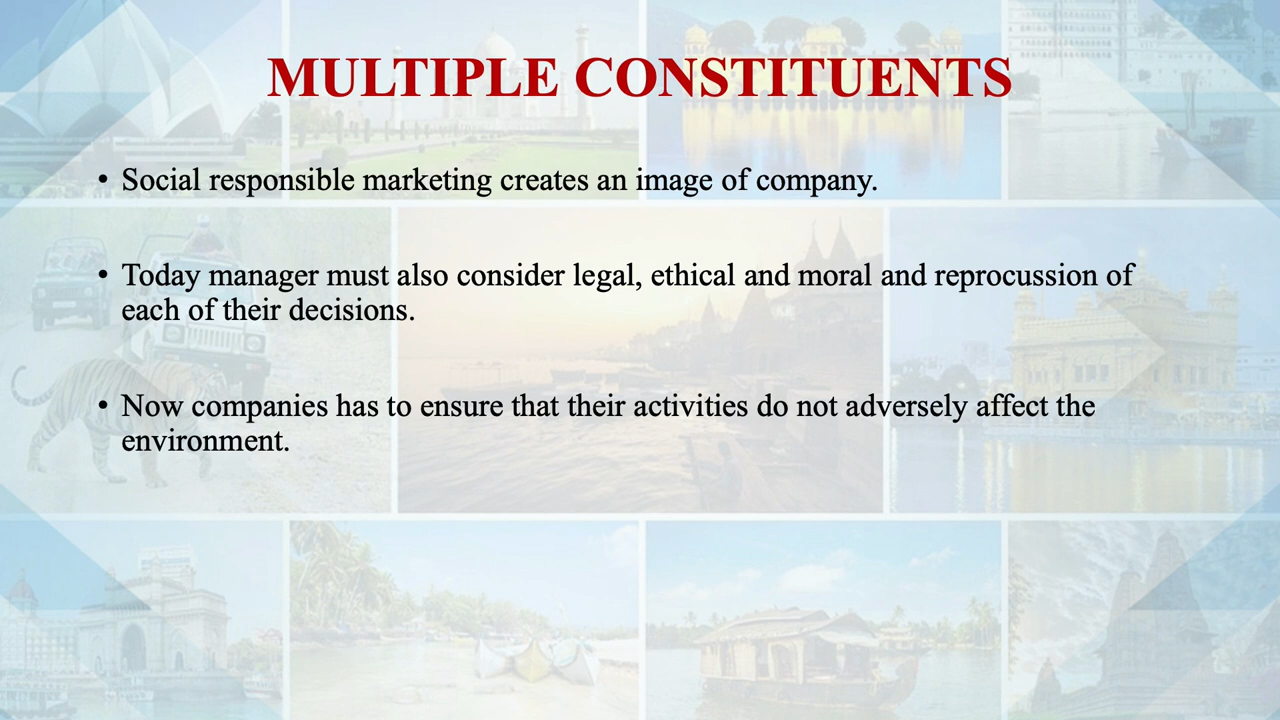 MULTIPLE CONSTITUENTS
• Social responsible marketing creates an image of company.
• Today manager must also consider legal, ethical and moral and reprocussion of
each of their decisions.
• Now companies has to ensure that their activities do not adversely affect the
environment.